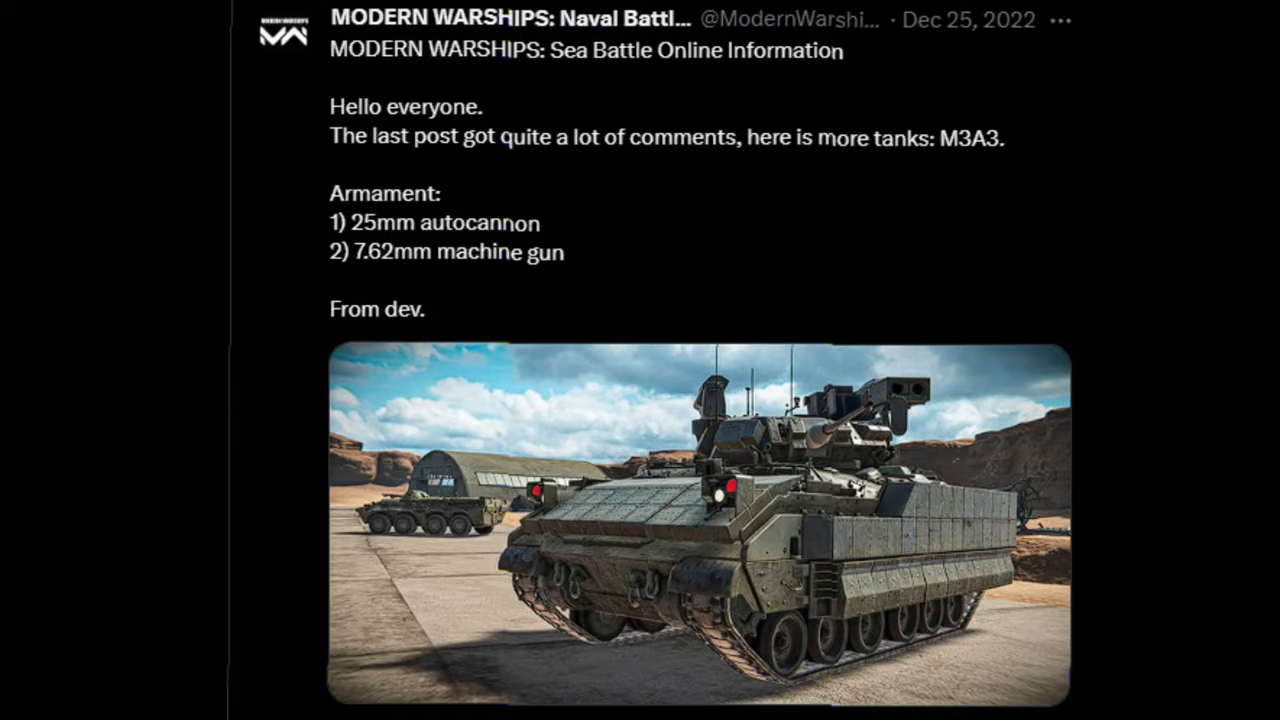 MODERN WARSHIPS
MODERN WARSHIPS: Naval Battl... @ModernWarshi... · Dec 25, 2022
MODERN WARSHIPS: Sea Battle Online Information
Hello everyone.
The last post got quite a lot of comments, here is more tanks: M3A3.
Armament:
1) 25mm autocannon
2) 7.62mm machine gun
From dev.